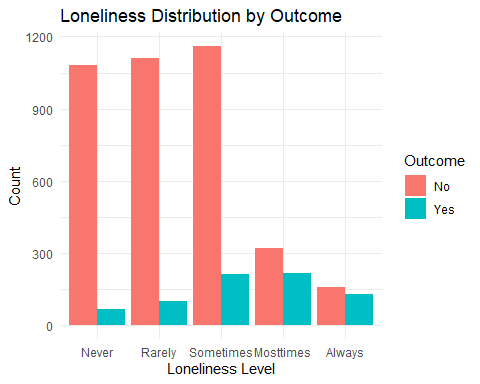 Loneliness Distribution by Outcome
1200
900
600
300
0
Count
Never Rarely Sometimes Mosttimes Always
Loneliness Level
Outcome
No
Yes